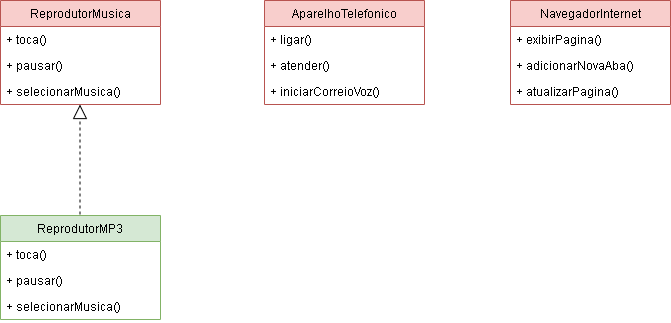 ReprodutorMusica
+ toca()
+ pausar()
+ selecionarMusica()
AparelhoTelefonico
+ ligar()
+ atender()
+ iniciarCorreioVoz()
NavegadorInternet
+ exibirPagina()
+ adicionarNovaAba()
+ atualizarPagina()
ReprodutorMP3
+ toca()
+ pausar()
+ selecionarMusica()